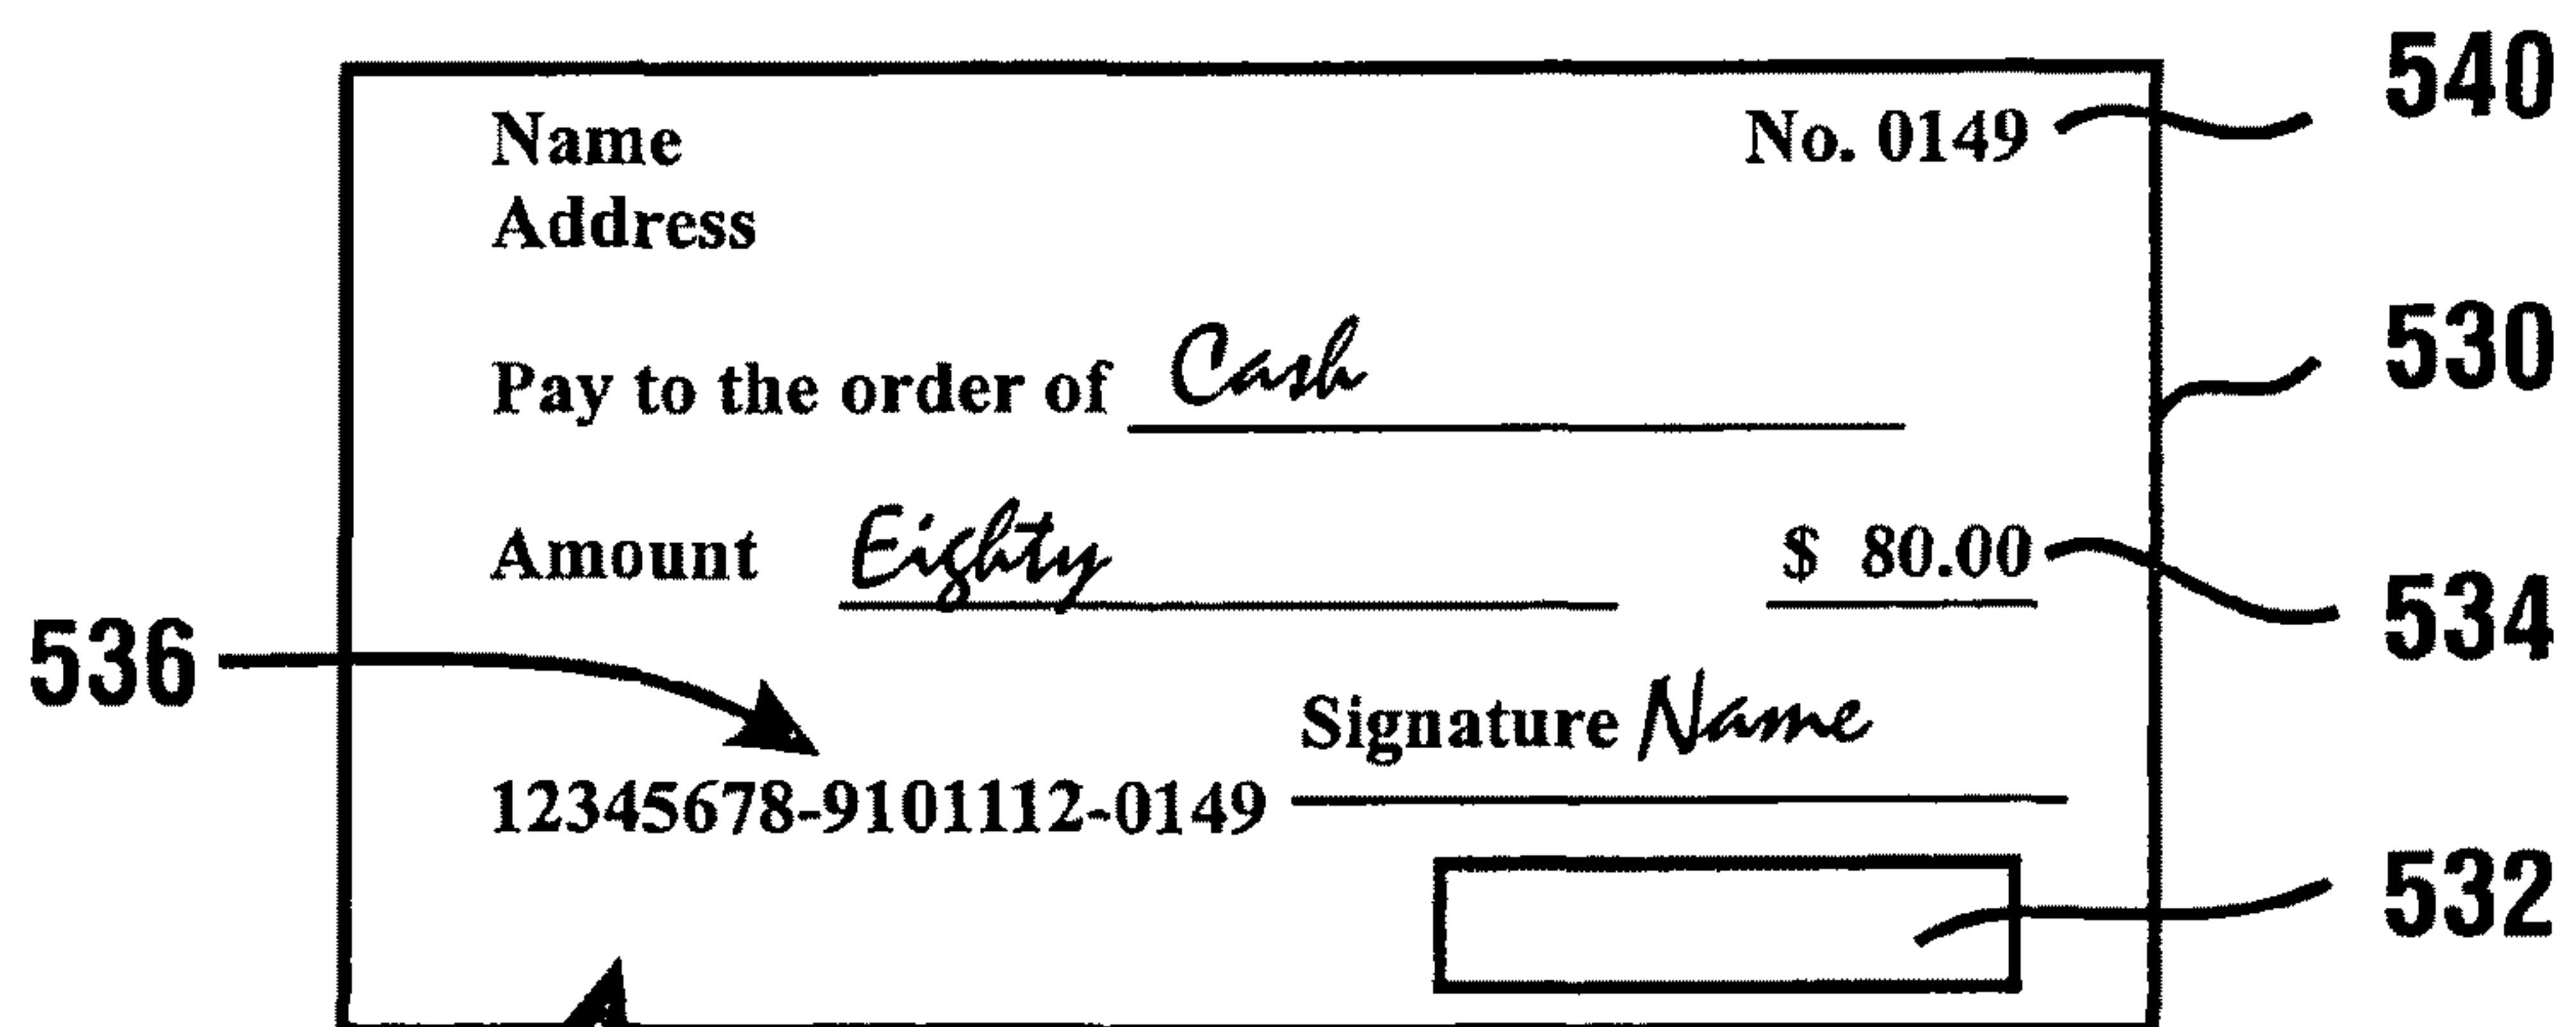 540
Name No. 0149
Address
530
Pay to the order of Cash
Amount Eighty $ 80.00
534
536
Signature Name
12345678-9101112-0149
532